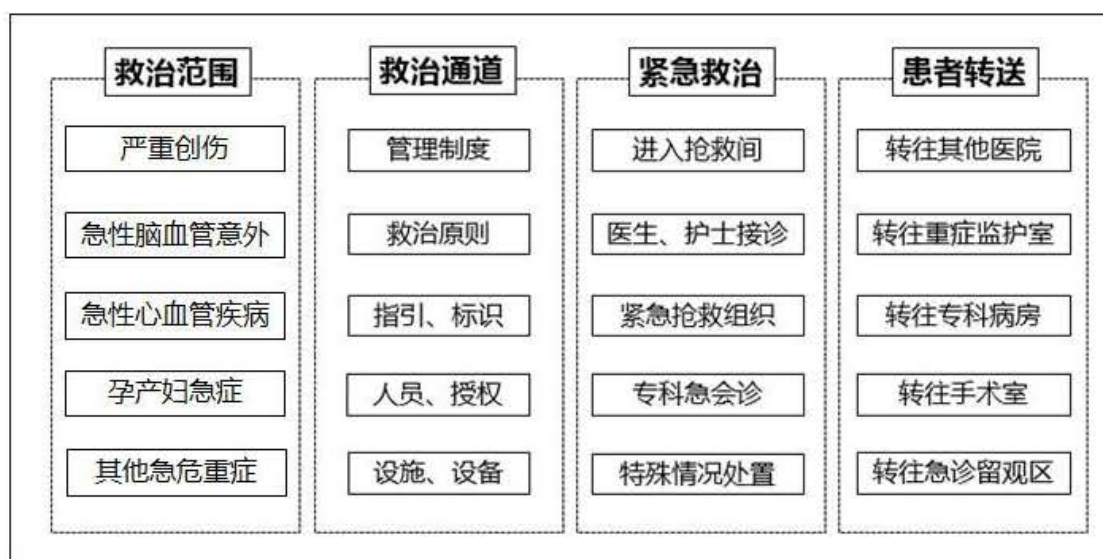 救治范围
严重创伤
急性脑血管意外
急性心血管疾病
孕产妇急症
其他急危重症
救治通道
管理制度
救治原则
指引、标识
人员、授权
设施、设备
紧急救治
进入抢救间
医生、护士接诊
紧急抢救组织
专科急会诊
特殊情况处置
患者转送
转往其他医院
转往重症监护室
转往专科病房
转往手术室
转往急诊留观区